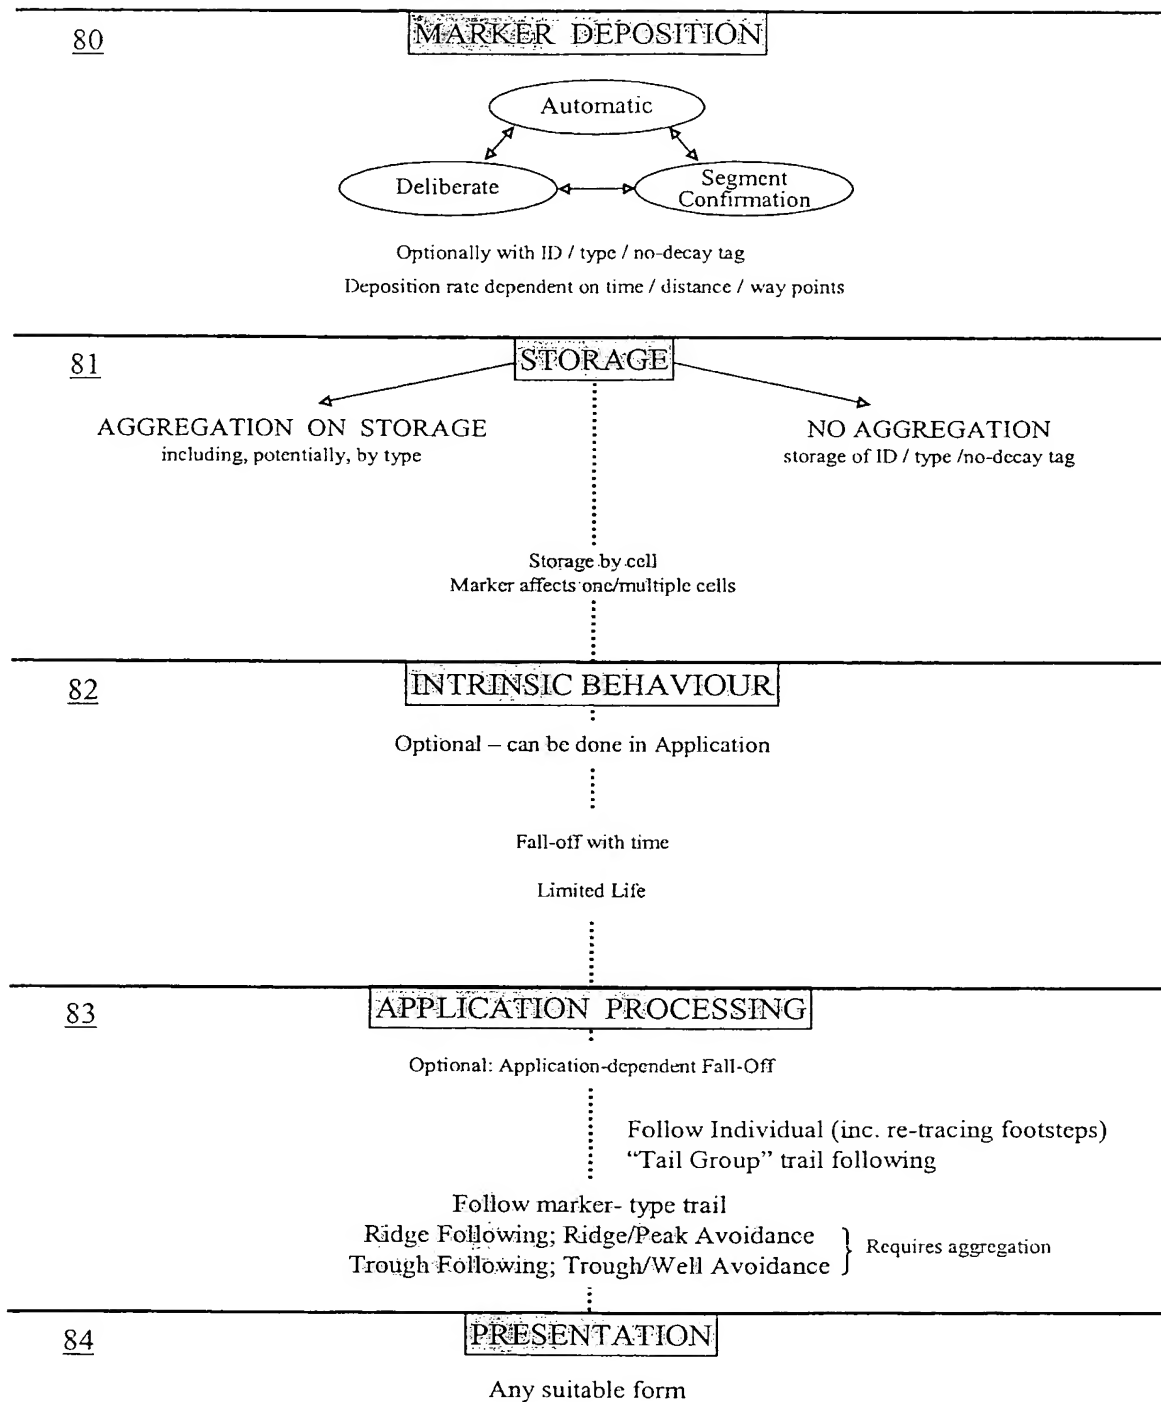 80
MARKER DEPOSITION
Automatic
Deliberate
Segment
Confirmation
Optionally with ID / type / no-decay tag
Deposition rate dependent on time / distance / way points
81
STORAGE
AGGREGATION ON STORAGE
including, potentially, by type
NO AGGREGATION
storage of ID / type /no-decay tag
Storage by cell
Marker affects one/multiple cells
82
INTRINSIC BEHAVIOUR
Optional – can be done in Application
Fall-off with time
Limited Life
83
APPLICATION PROCESSING
Optional: Application-dependent Fall-Off
Follow Individual (inc. re-tracing footsteps)
“Tail Group” trail following
Follow marker- type trail
Ridge Following; Ridge/Peak Avoidance
Trough Following; Trough/Well Avoidance
Requires aggregation
84
PRESENTATION
Any suitable form